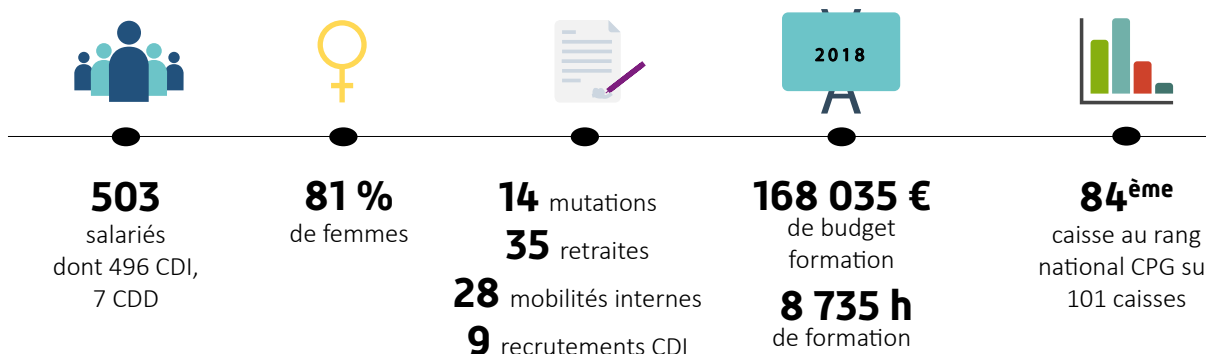 2018
503
salariés
dont 496 CDI,
7 CDD
81 %
de femmes
14 mutations
35 retraites
28 mobilités internes
9 recrutements CDI
168 035 €
de budget
formation
8 735 h
de formation
84ème
caisse au rang
national CPG su
101 caisses